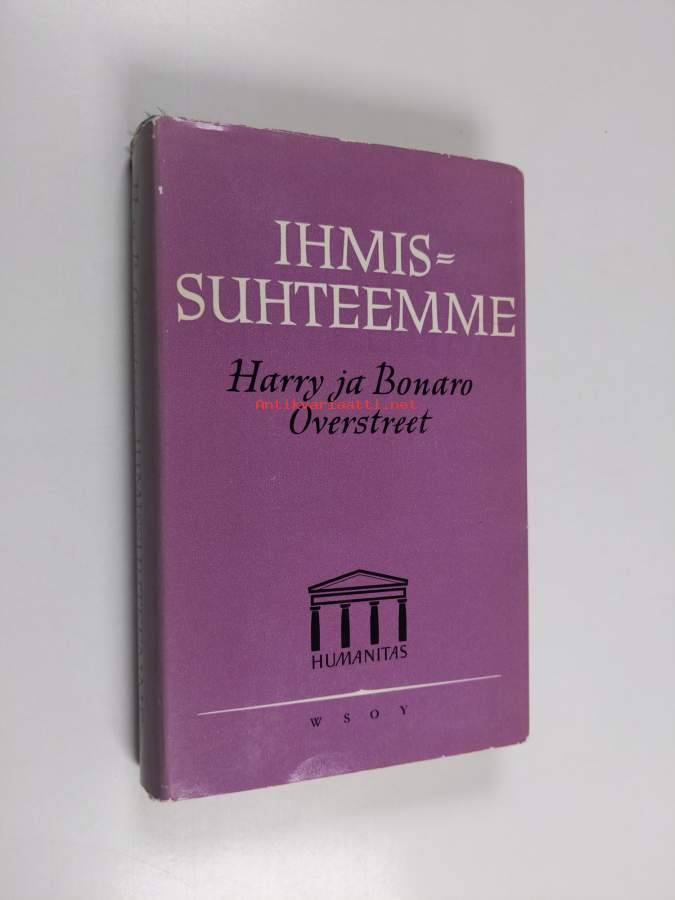 IHMIS=
SUHTEEMME
Harry ja Bonaro
Antikvariaatti.net
Overstreet
HUMANITAS
WSOY